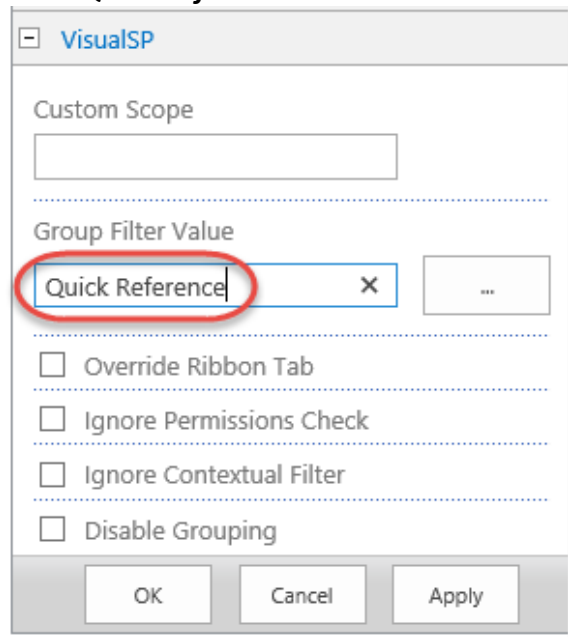 VisualSP
Custom Scope
Group Filter Value
Quick Reference
...
Override Ribbon Tab
Ignore Permissions Check
Ignore Contextual Filter
Disable Grouping
OK Cancel Apply